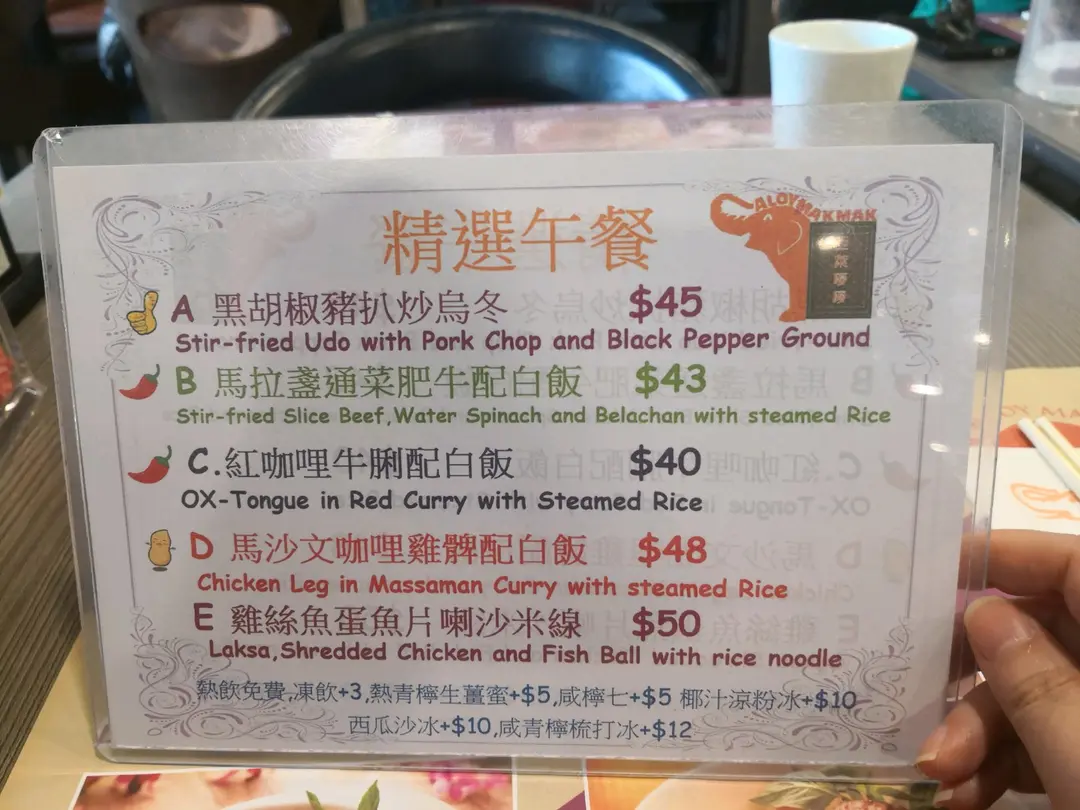 ALOYMAKMAK
精選午餐
A 黑胡椒豬扒炒烏冬 $45
Stir-fried Udo with Pork Chop and Black Pepper Ground
B 馬拉盞通菜肥牛配白飯 $43
Stir-fried Slice Beef,Water Spinach and Belachan with steamed Rice
C.紅咖哩牛脷配白飯 $40
OX-Tongue in Red Curry with Steamed Rice
D 馬沙文咖哩雞髀配白飯 $48
Chicken Leg in Massaman Curry with steamed Rice
E 雞絲魚蛋魚片喇沙米線 $50
Laksa,Shredded Chicken and Fish Ball with rice noodle
熱飲免費,凍飲+3,熱青檸生薑蜜+$5,咸檸七+$5 椰汁涼粉冰+$10
西瓜沙冰+$10,咸青檸梳打冰+$12